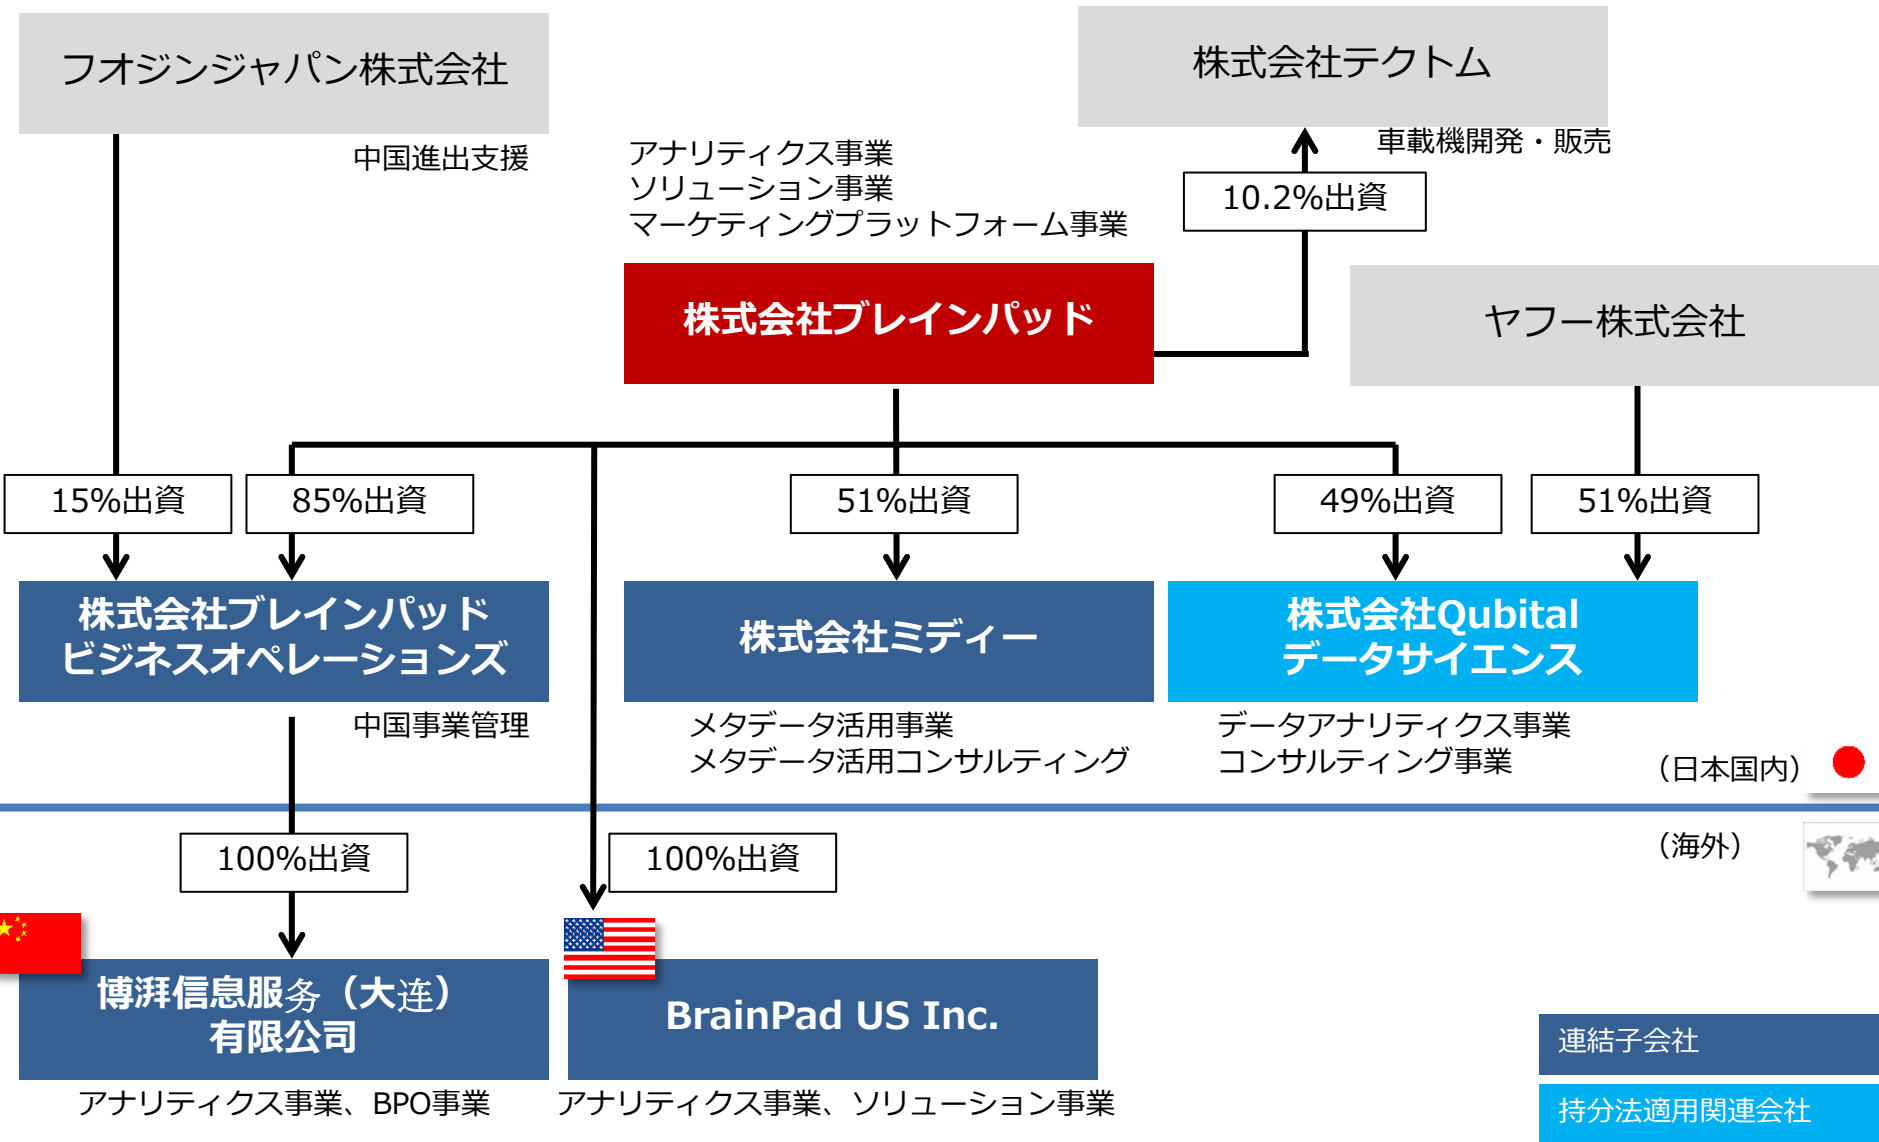 フオジンジャパン株式会社
株式会社テクトム
中国進出支援
車載機開発・販売
アナリティクス事業
ソリューション事業
マーケティングプラットフォーム事業
10.2%出資
株式会社ブレインパッド
ヤフー株式会社
15%出資
85%出資
51%出資
49%出資
51%出資
株式会社ブレインパッド
ビジネスオペレーションズ
株式会社ミディー
株式会社Qubital
データサイエンス
中国事業管理
メタデータ活用事業
メタデータ活用コンサルティング
データアナリティクス事業
コンサルティング事業
（日本国内）
（海外）
100%出資
100%出資
博湃信息服务（大连）
有限公司
BrainPad US Inc.
アナリティクス事業、BPO事業
アナリティクス事業、ソリューション事業
連結子会社
持分法適用関連会社